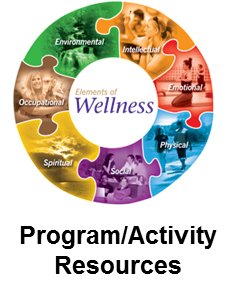 Environmental
Intellectual
Emotional
Physical
Social
Spiritual
Occupational
Elements of
Wellness
Program/Activity
Resources